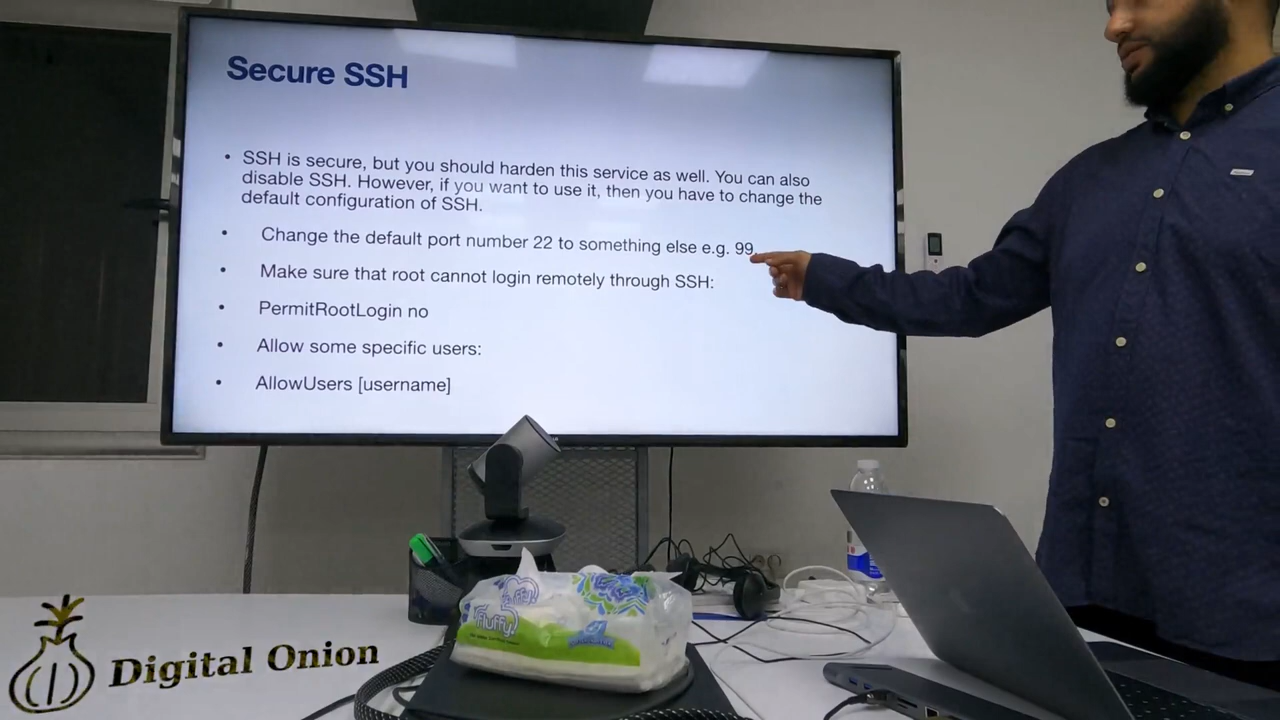 Secure SSH
• SSH is secure, but you should harden this service as well. You can also
disable SSH. However, if you want to use it, then you have to change the
default configuration of SSH.
• Change the default port number 22 to something else e.g. 99
• Make sure that root cannot login remotely through SSH:
• PermitRootLogin no
• Allow some specific users:
• AllowUsers [username]
Fluffy!
Fluffy!
Digital Onion